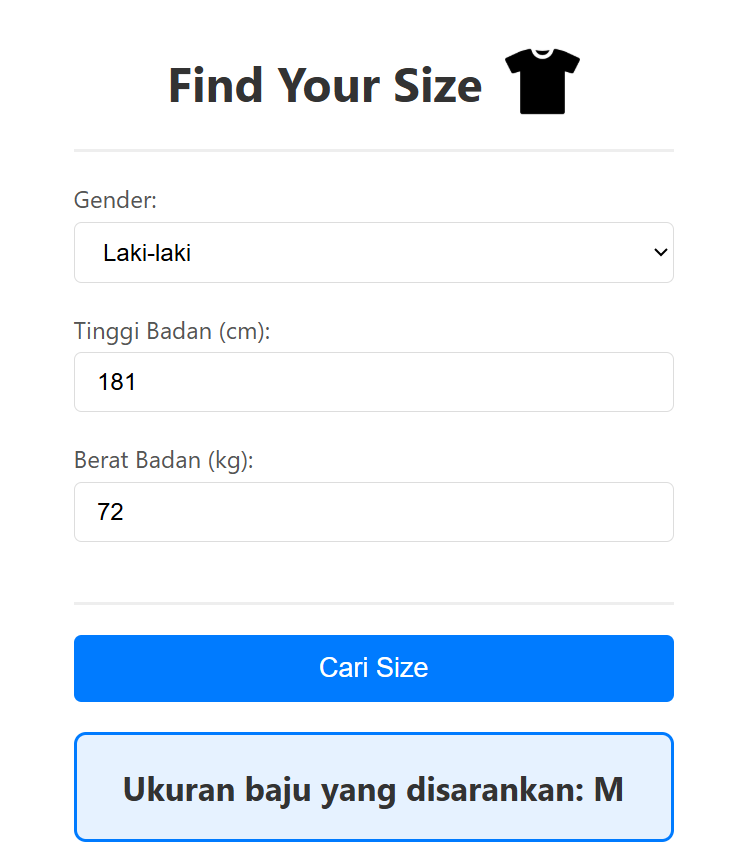 Find Your Size
Gender:
Laki-laki
Tinggi Badan (cm):
181
Berat Badan (kg):
72
Cari Size
Ukuran baju yang disarankan: M